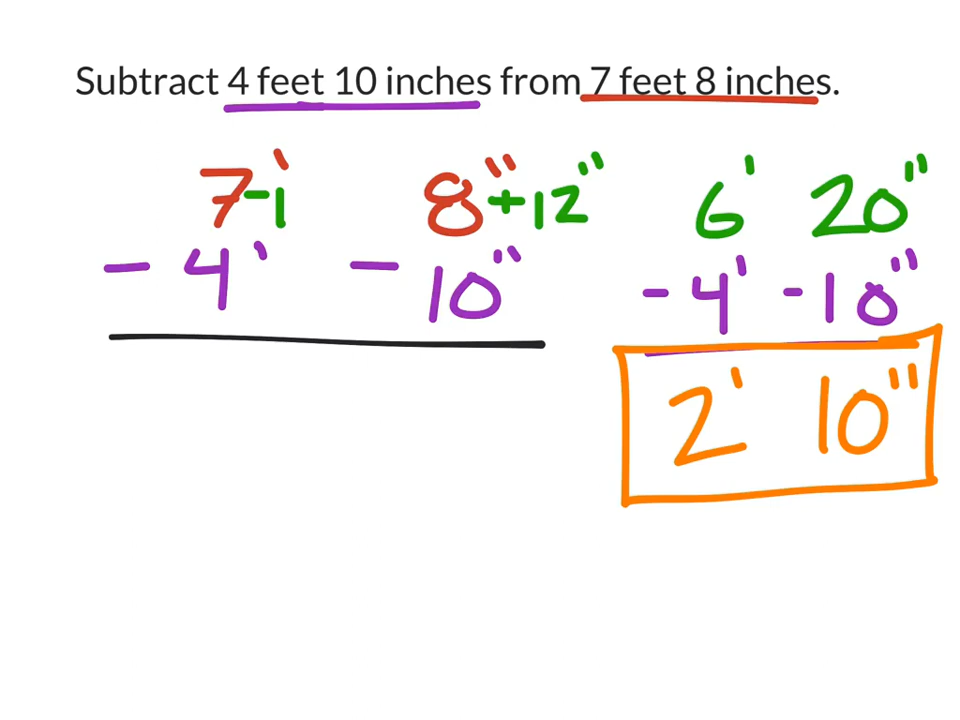 Subtract 4 feet 10 inches from 7 feet 8 inches.
7-1' 8"+12" 6' 20"
- 4' - 10" - 4' - 10"
2' 10"